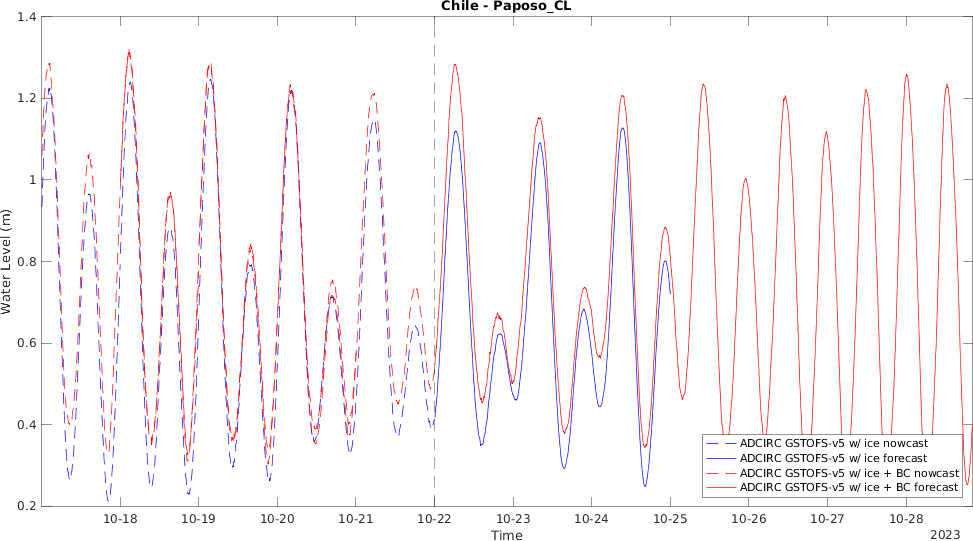 Chile - Paposo_CL
1.4
1.2
1
0.8
0.6
0.4
0.2
Water Level (m)
ADCIRC GSTOFS-v5 w/ ice nowcast
ADCIRC GSTOFS-v5 w/ ice forecast
ADCIRC GSTOFS-v5 w/ ice + BC nowcast
ADCIRC GSTOFS-v5 w/ ice + BC forecast
10-18 10-19 10-20 10-21 10-22 10-23 10-24 10-25 10-26 10-27 10-28
Time
2023